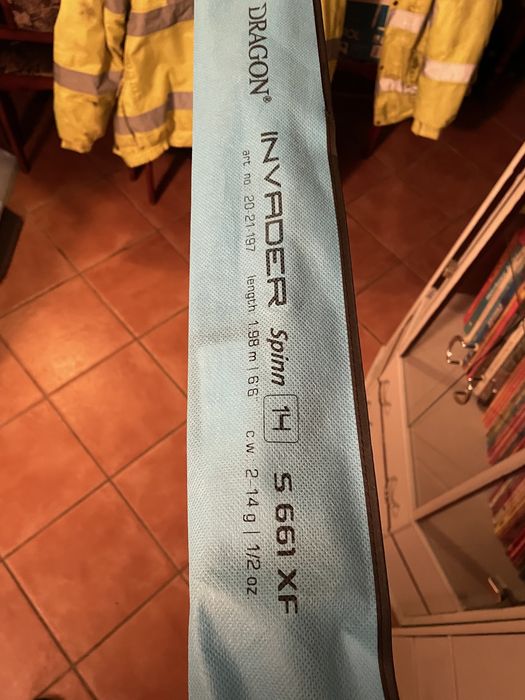 DRAGON®
INVADER Spinn 14 S 661 XF
art. no. 20 21 197 length 1.98 m | 6'6 c.w. 2 - 14 g | 1/2 oz